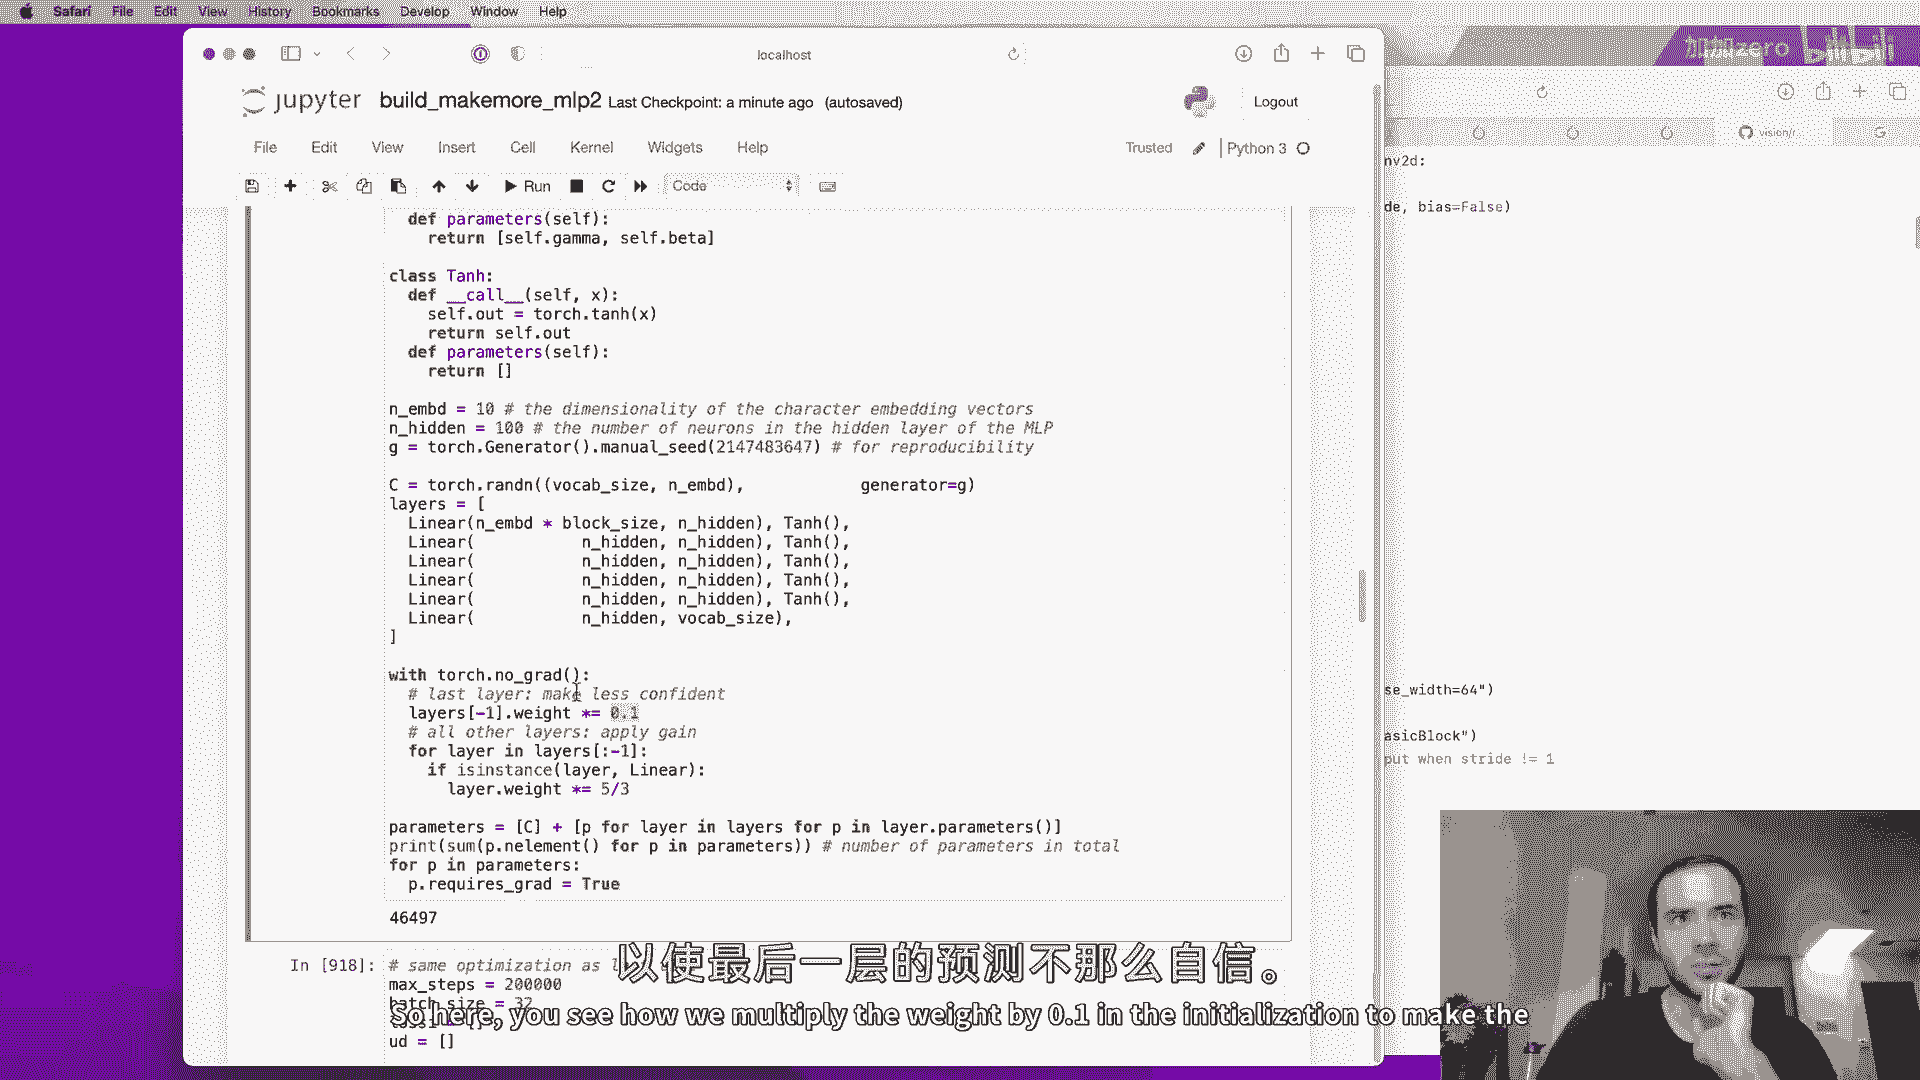 Safari File Edit View History Bookmarks Develop Window Help
加加zero bilibili
localhost
jupyter build_makemore_mlp2 Last Checkpoint: a minute ago (autosaved)
Logout
File Edit View Insert Cell Kernel Widgets Help
Trusted Python 3
Run Code
vision/r...
nv2d:
de, bias=False)
se_width=64")
asicBlock")
put when stride != 1
def parameters(self):
return [self.gamma, self.beta]
class Tanh:
def __call__(self, x):
self.out = torch.tanh(x)
return self.out
def parameters(self):
return []
n_embd = 10 # the dimensionality of the character embedding vectors
n_hidden = 100 # the number of neurons in the hidden layer of the MLP
g = torch.Generator().manual_seed(2147483647) # for reproducibility
C = torch.randn((vocab_size, n_embd), generator=g)
layers = [
Linear(n_embd * block_size, n_hidden), Tanh(),
Linear( n_hidden, n_hidden), Tanh(),
Linear( n_hidden, n_hidden), Tanh(),
Linear( n_hidden, n_hidden), Tanh(),
Linear( n_hidden, n_hidden), Tanh(),
Linear( n_hidden, vocab_size),
]
with torch.no_grad():
# last layer: make less confident
layers[-1].weight *= 0.1
# all other layers: apply gain
for layer in layers[:-1]:
if isinstance(layer, Linear):
layer.weight *= 5/3
parameters = [C] + [p for layer in layers for p in layer.parameters()]
print(sum(p.nelement() for p in parameters)) # number of parameters in total
for p in parameters:
p.requires_grad = True
46497
In [918]: # same optimization as l
max_steps = 200000
batch_size = 32
ud = []
以使最后一层的预测不那么自信。
So here, you see how we multiply the weight by 0.1 in the initialization to make the